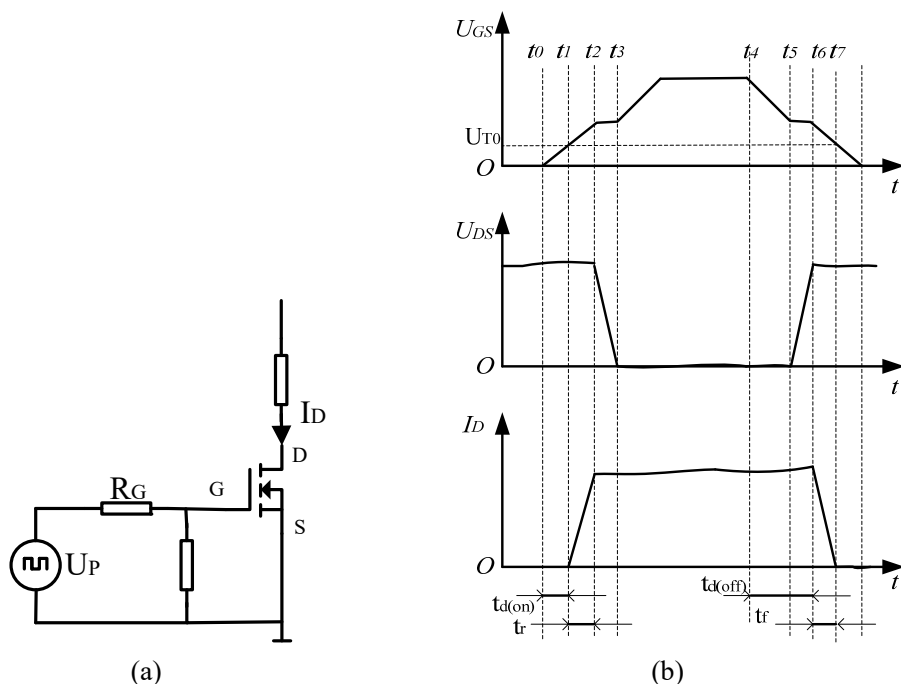 UGS
t0 t1 t2 t3 t4 t5 t6 t7
UT0
O
t
UDS
O
t
ID
O
t
td(on)
tr
td(off)
tf
ID
D
G
S
RG
UP
(a)
(b)